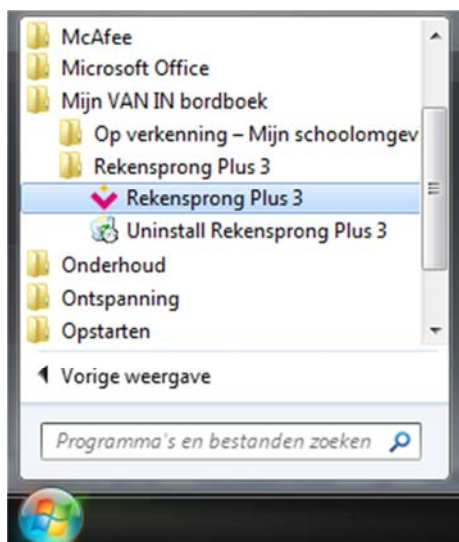 McAfee
Microsoft Office
Mijn VAN IN bordboek
Op verkenning – Mijn schoolomgev
Rekensprong Plus 3
Rekensprong Plus 3
Uninstall Rekensprong Plus 3
Onderhoud
Ontspanning
Opstarten
Vorige weergave
Programma's en bestanden zoeken